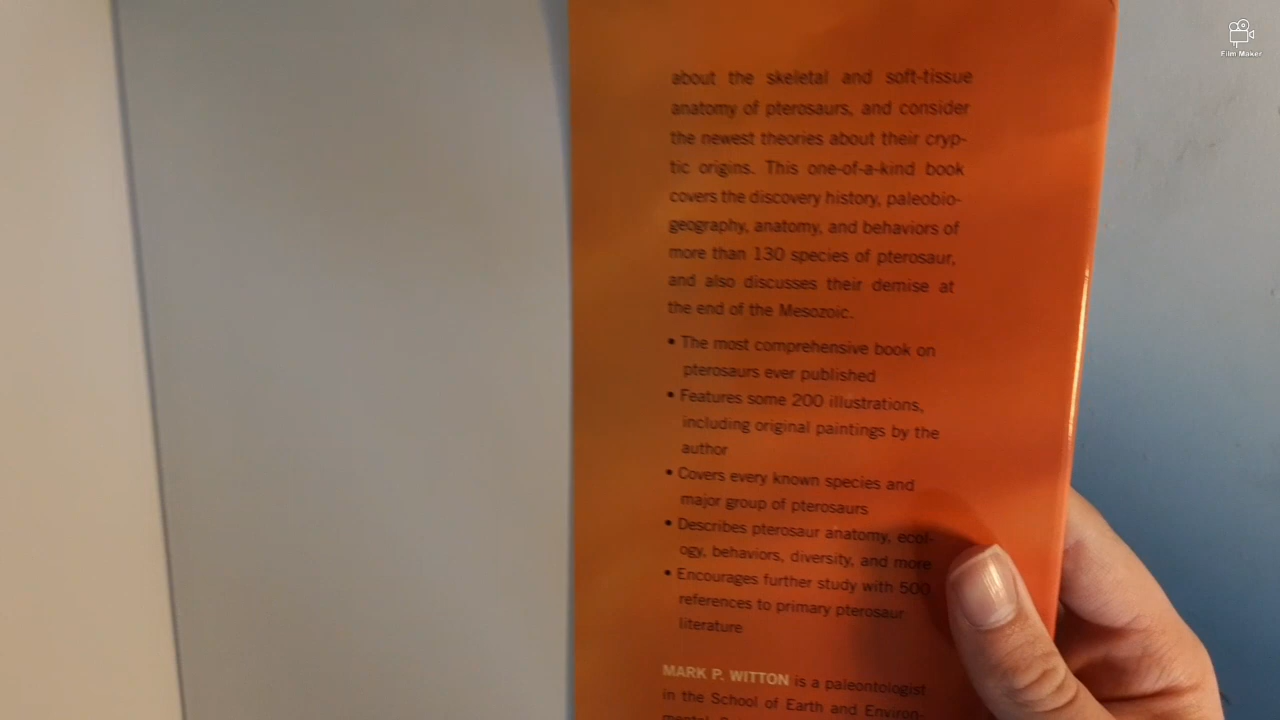 Film Maker
about the skeletal and soft-tissue
anatomy of pterosaurs, and consider
the newest theories about their cryp-
tic origins. This one-of-a-kind book
covers the discovery history, paleobio-
geography, anatomy, and behaviors of
more than 130 species of pterosaur,
and also discusses their demise at
the end of the Mesozoic.
• The most comprehensive book on
pterosaurs ever published
• Features some 200 illustrations,
including original paintings by the
author
• Covers every known species and
major group of pterosaurs
• Describes pterosaur anatomy, ecol-
ogy, behaviors, diversity, and more
• Encourages further study with 500
references to primary pterosaur
literature
MARK P. WITTON is a paleontologist
in the School of Earth and Environ-